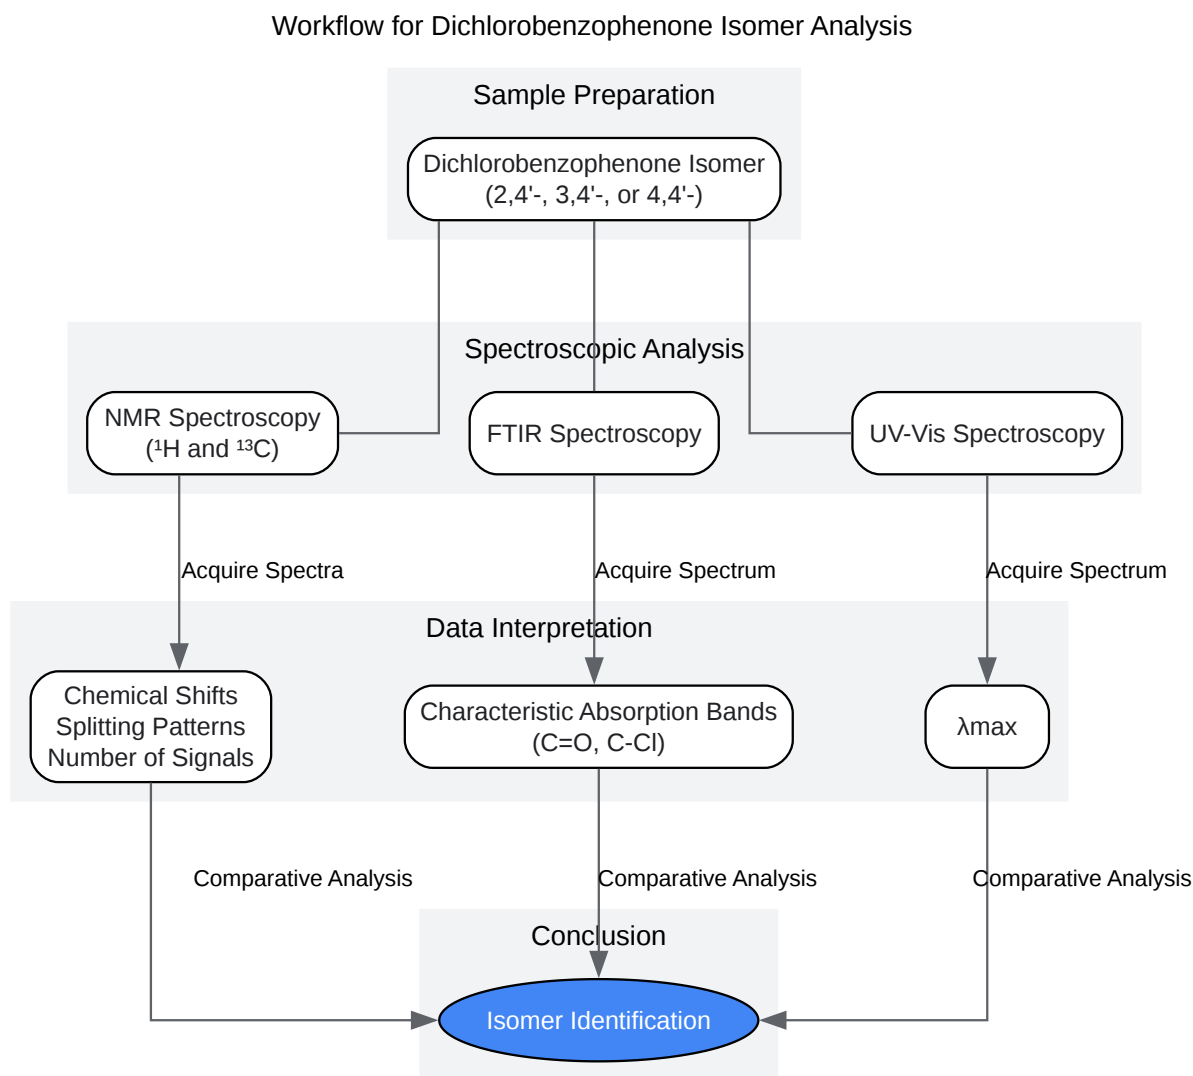 Workflow for Dichlorobenzophenone Isomer Analysis
Sample Preparation
Dichlorobenzophenone Isomer
(2,4'-, 3,4'-, or 4,4'-)
Spectroscopic Analysis
NMR Spectroscopy
(¹H and ¹³C)
FTIR Spectroscopy
UV-Vis Spectroscopy
Acquire Spectra
Acquire Spectrum
Acquire Spectrum
Data Interpretation
Chemical Shifts
Splitting Patterns
Number of Signals
Characteristic Absorption Bands
(C=O, C-Cl)
λmax
Comparative Analysis
Comparative Analysis
Comparative Analysis
Conclusion
Isomer Identification